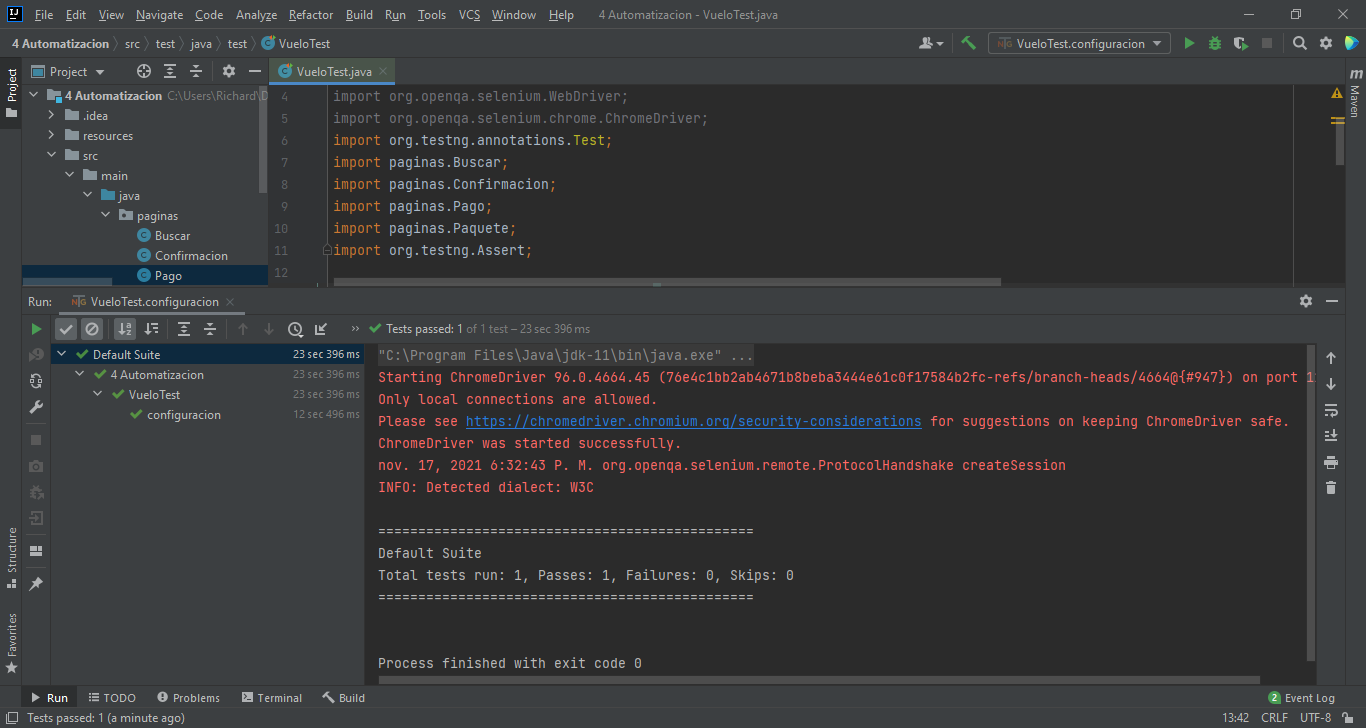 File Edit View Navigate Code Analyze Refactor Build Run Tools VCS Window Help 4 Automatizacion - VueloTest.java
4 Automatizacion src test java test VueloTest
VueloTest.configuracion
Project
VueloTest.java
Project
Maven
4 Automatizacion C:\Users\Richard\D
.idea
resources
src
main
java
paginas
Buscar
Confirmacion
Pago
4 import org.openqa.selenium.WebDriver;
5 import org.openqa.selenium.chrome.ChromeDriver;
6 import org.testng.annotations.Test;
7 import paginas.Buscar;
8 import paginas.Confirmacion;
9 import paginas.Pago;
10 import paginas.Paquete;
11 import org.testng.Assert;
12
Run: VueloTest.configuracion
Tests passed: 1 of 1 test – 23 sec 396 ms
Default Suite 23 sec 396 ms
4 Automatizacion 23 sec 396 ms
VueloTest 23 sec 396 ms
configuracion 12 sec 496 ms
"C:\Program Files\Java\jdk-11\bin\java.exe" ...
Starting ChromeDriver 96.0.4664.45 (76e4c1bb2ab4671b8beba3444e61c0f17584b2fc-refs/branch-heads/4664@{#947}) on port 1
Only local connections are allowed.
Please see https://chromedriver.chromium.org/security-considerations for suggestions on keeping ChromeDriver safe.
ChromeDriver was started successfully.
nov. 17, 2021 6:32:43 P. M. org.openqa.selenium.remote.ProtocolHandshake createSession
INFO: Detected dialect: W3C
===============================================
Default Suite
Total tests run: 1, Passes: 1, Failures: 0, Skips: 0
===============================================
Process finished with exit code 0
Structure
Favorites
Run TODO Problems Terminal Build 2 Event Log
Tests passed: 1 (a minute ago) 13:42 CRLF UTF-8